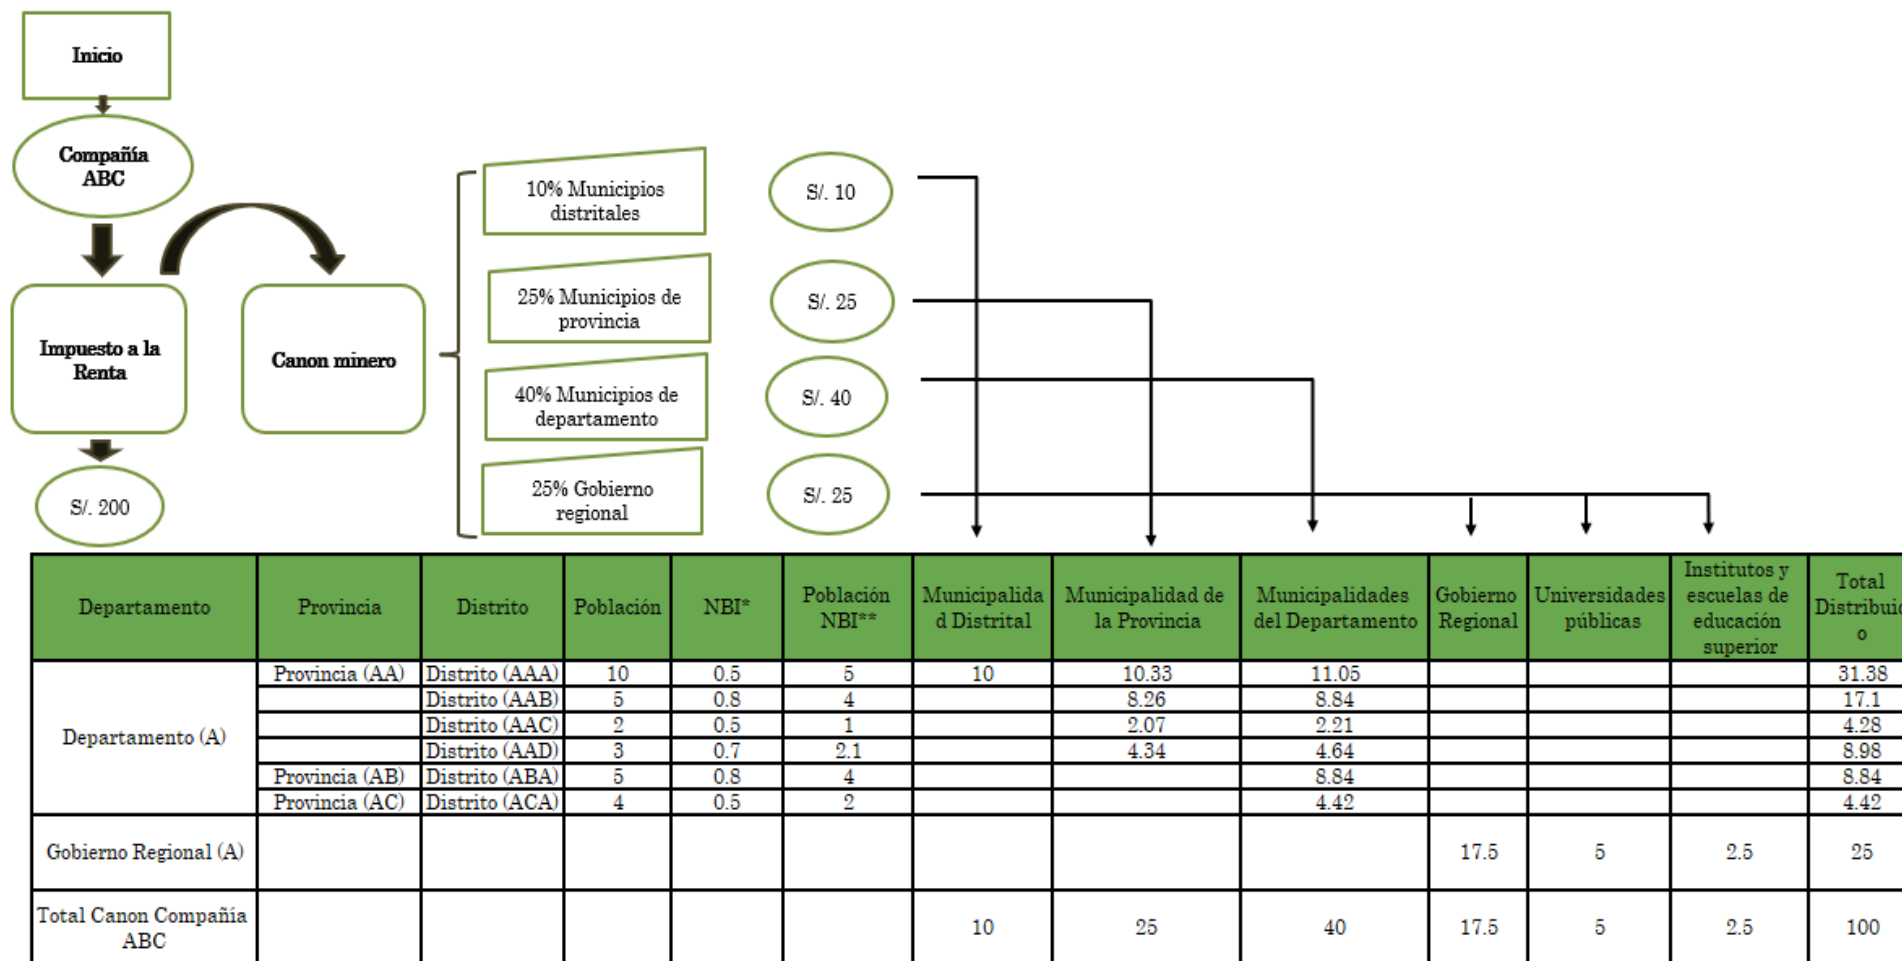 Inicio
Compañía
ABC
Impuesto a la
Renta
S/. 200
Canon minero
10% Municipios
distritales
S/. 10
25% Municipios de
provincia
S/. 25
40% Municipios de
departamento
S/. 40
25% Gobierno
regional
S/. 25
Departamento Provincia Distrito Población NBI* Población NBI** Municipalida d Distrital Municipalidad de la Provincia Municipalidades del Departamento Gobierno Regional Universidades públicas Institutos y escuelas de educación superior Total Distribuid o
Departamento (A)
Provincia (AA) Distrito (AAA) 10 0.5 5 10 10.33 11.05 31.38
Distrito (AAB) 5 0.8 4 8.26 8.84 17.1
Distrito (AAC) 2 0.5 1 2.07 2.21 4.28
Distrito (AAD) 3 0.7 2.1 4.34 4.64 8.98
Provincia (AB) Distrito (ABA) 5 0.8 4 8.84 8.84
Provincia (AC) Distrito (ACA) 4 0.5 2 4.42 4.42
Gobierno Regional (A) 17.5 5 2.5 25
Total Canon Compañía
ABC 10 25 40 17.5 5 2.5 100